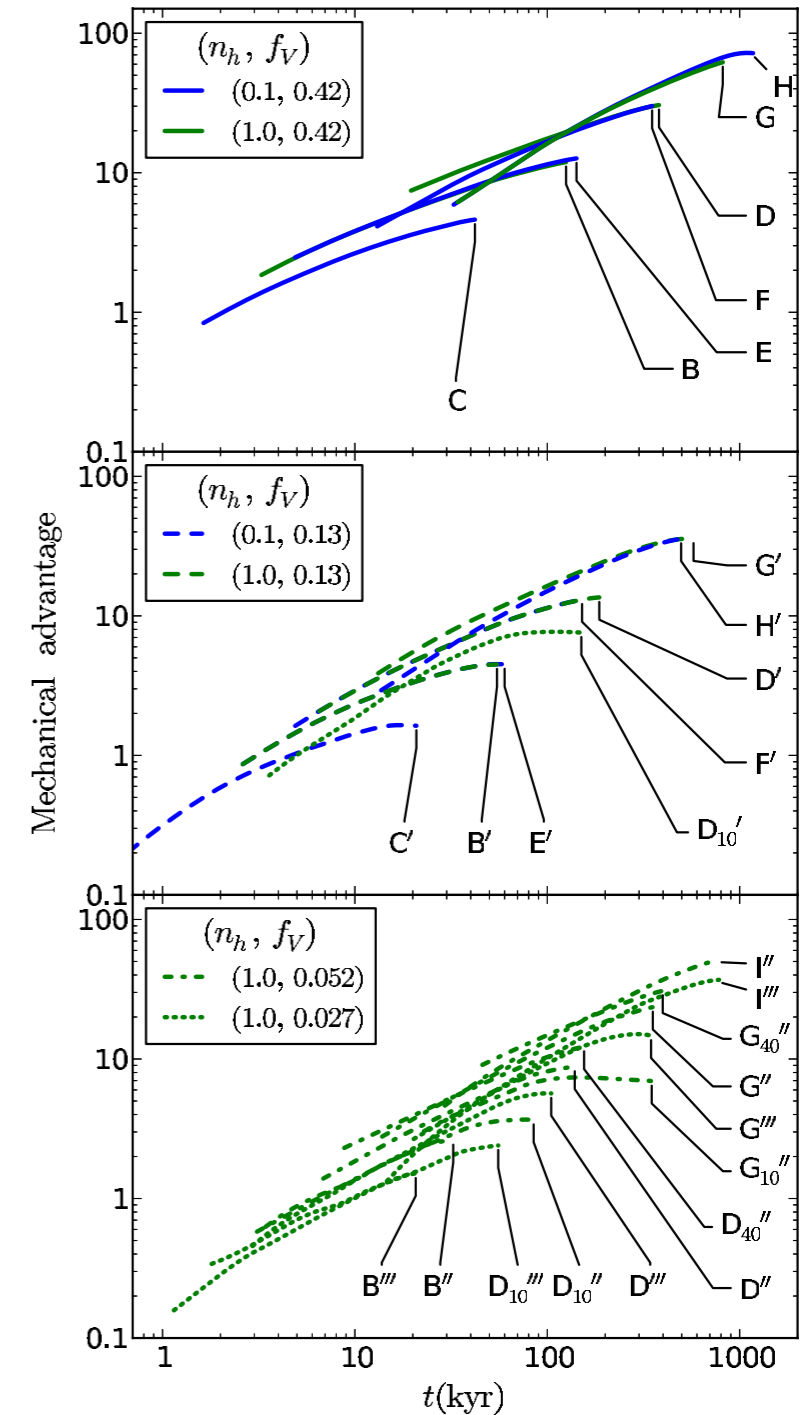 Mechanical advantage
100
10
1
0.1
(n_h, f_V)
(0.1, 0.42)
(1.0, 0.42)
H
G
D
F
E
B
C
100
10
1
0.1
(n_h, f_V)
(0.1, 0.13)
(1.0, 0.13)
G′
H′
D′
F′
D₁₀′
C′
B′
E′
100
10
1
0.1
(n_h, f_V)
(1.0, 0.052)
(1.0, 0.027)
I″
I‴
G₄₀″
G″
G‴
G₁₀″
D₄₀″
D″
B‴
B″
D₁₀‴
D₁₀″
D‴
1
10
100
1000
t(kyr)